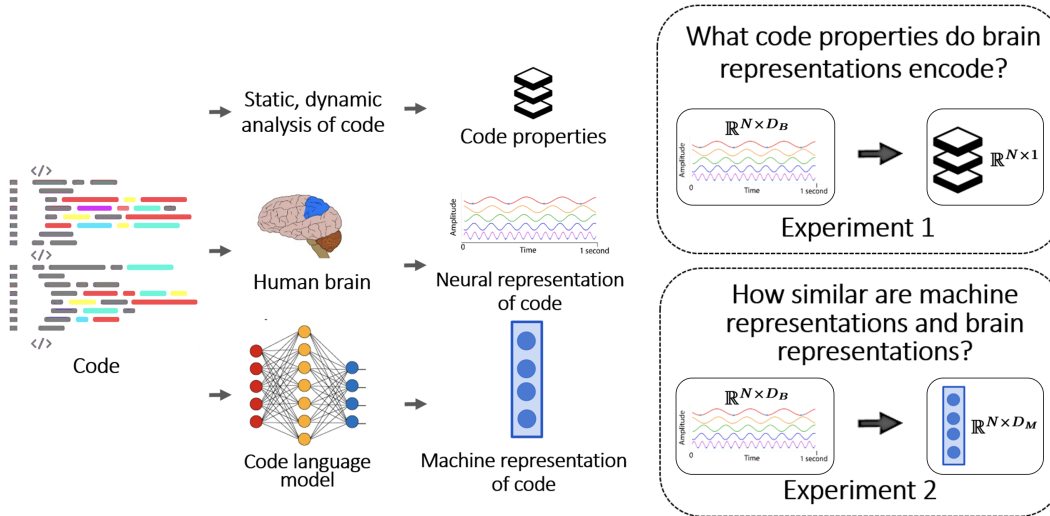 </>
</>
</>
Code
Static, dynamic
analysis of code
Human brain
Code language
model
Code properties
Amplitude
0
Time
1 second
Neural representation
of code
Machine representation
of code
What code properties do brain
representations encode?
ℝ^{N×D_B}
Amplitude
0
Time
1 second
ℝ^{N×1}
Experiment 1
How similar are machine
representations and brain
representations?
ℝ^{N×D_B}
Amplitude
0
Time
1 second
ℝ^{N×D_M}
Experiment 2